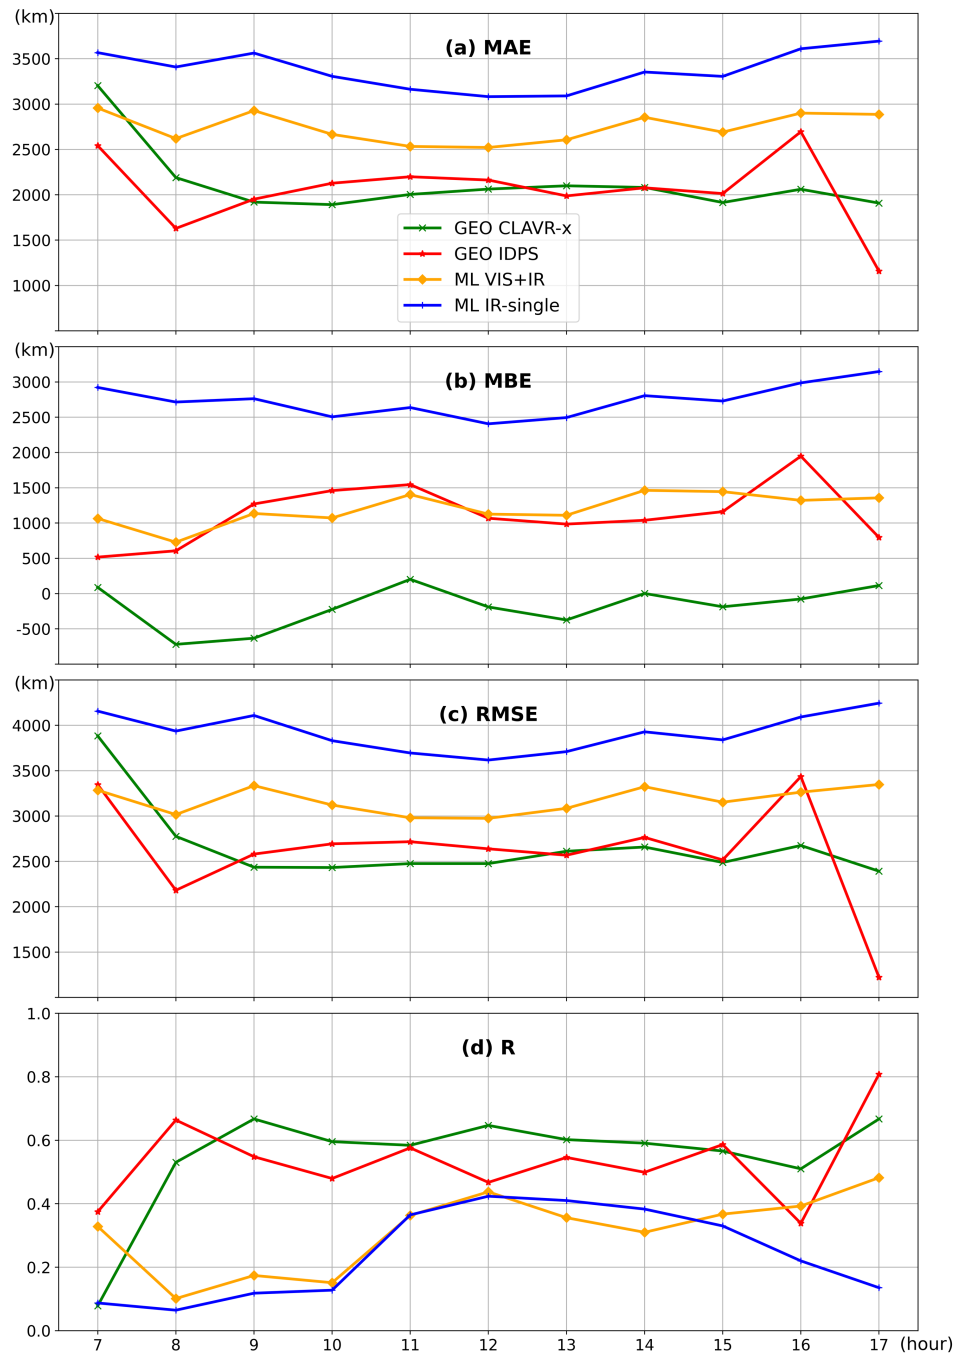 (km)
(a) MAE
3500
3000
2500
2000
1500
1000
GEO CLAVR-x
GEO IDPS
ML VIS+IR
ML IR-single
(km)
(b) MBE
3000
2500
2000
1500
1000
500
0
-500
(km)
(c) RMSE
4000
3500
3000
2500
2000
1500
1.0
(d) R
0.8
0.6
0.4
0.2
0.0
7 8 9 10 11 12 13 14 15 16 17 (hour)